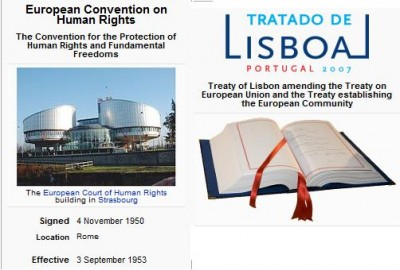 European Convention on
Human Rights
The Convention for the Protection of
Human Rights and Fundamental
Freedoms
The European Court of Human Rights
building in Strasbourg
Signed 4 November 1950
Location Rome
Effective 3 September 1953
TRATADO DE
LISBOA
PORTUGAL 2007
Treaty of Lisbon amending the Treaty on
European Union and the Treaty establishing
the European Community